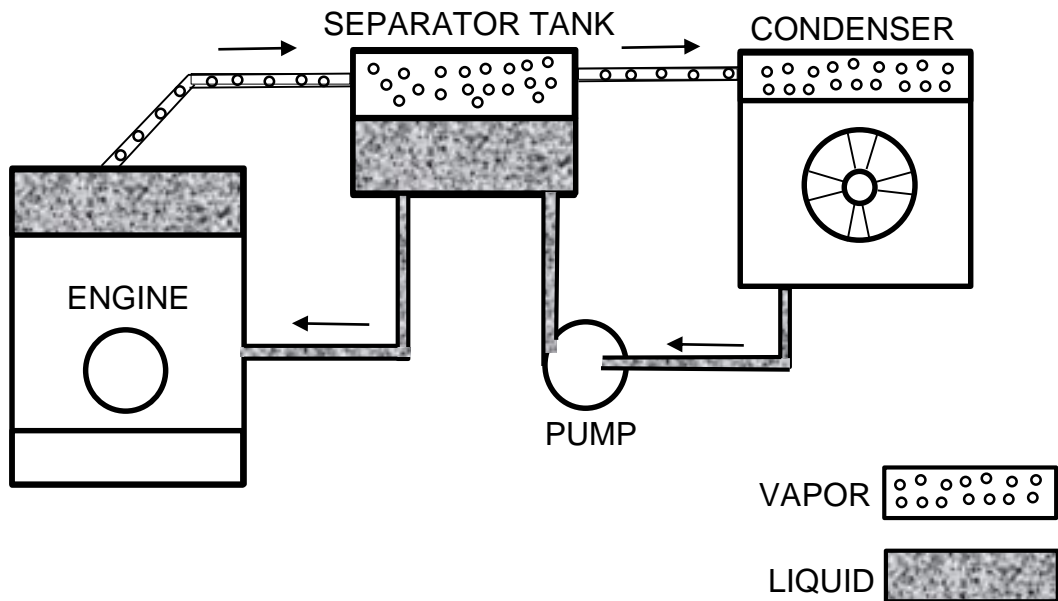 SEPARATOR TANK
CONDENSER
ENGINE
PUMP
VAPOR
LIQUID